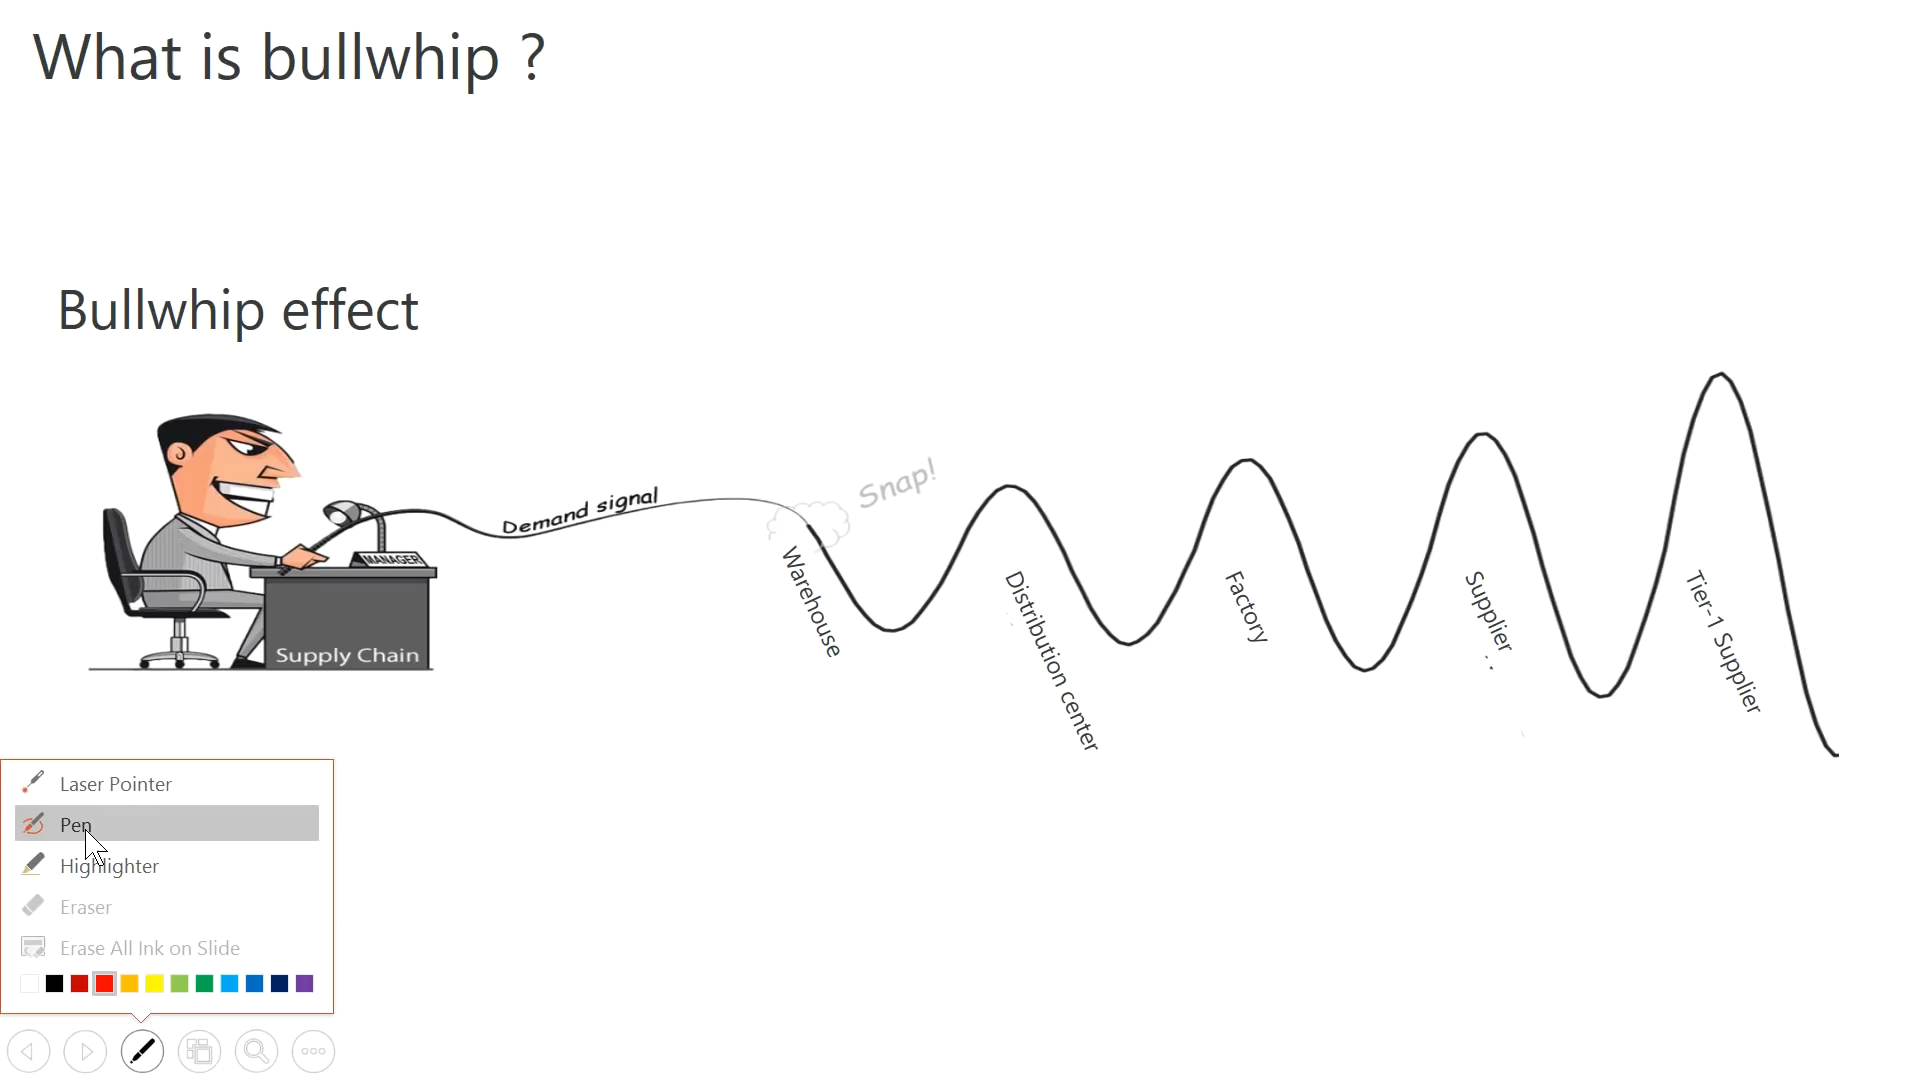 What is bullwhip ?
Bullwhip effect
Snap!
Demand signal
MANAGER
Supply Chain
Warehouse
Distribution center
Factory
Supplier
Tier-1 Supplier
Laser Pointer
Pen
Highlighter
Eraser
Erase All Ink on Slide